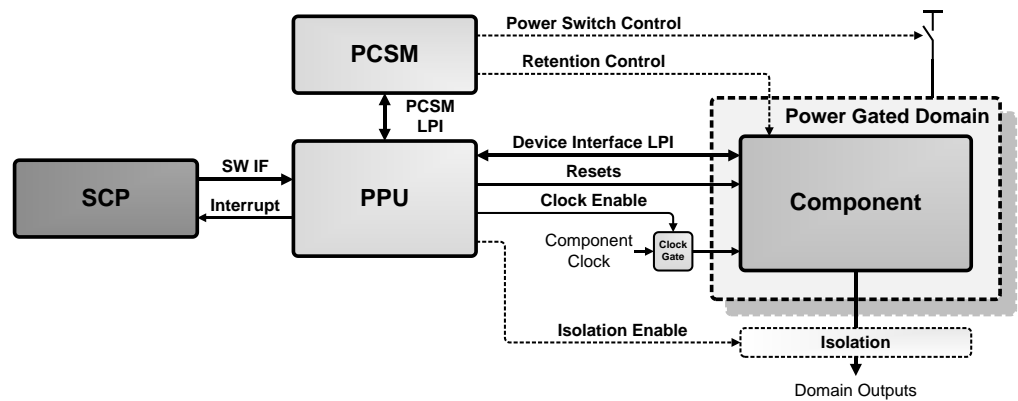 Power Switch Control
PCSM
Retention Control
PCSM
LPI
Power Gated Domain
Device Interface LPI
SW IF
Resets
SCP
PPU
Component
Interrupt
Clock Enable
Component
Clock
Clock
Gate
Isolation Enable
Isolation
Domain Outputs